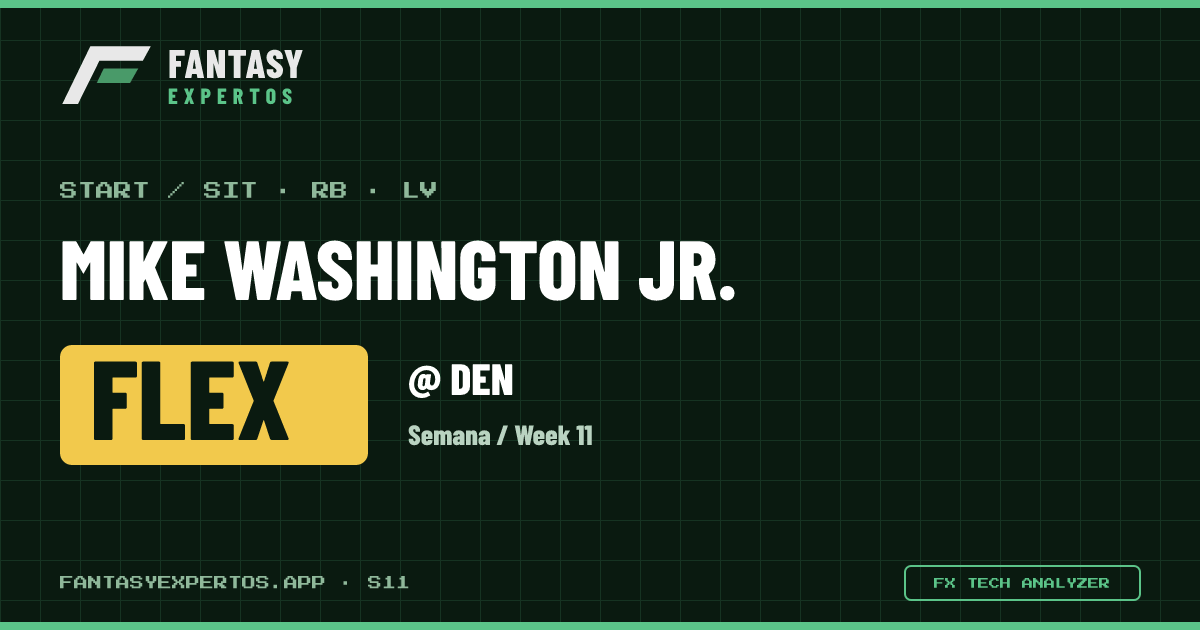 FANTASY
EXPERTOS
START / SIT · RB · LV
MIKE WASHINGTON JR.
FLEX
@ DEN
Semana / Week 11
FANTASYEXPERTOS.APP · S11
FX TECH ANALYZER